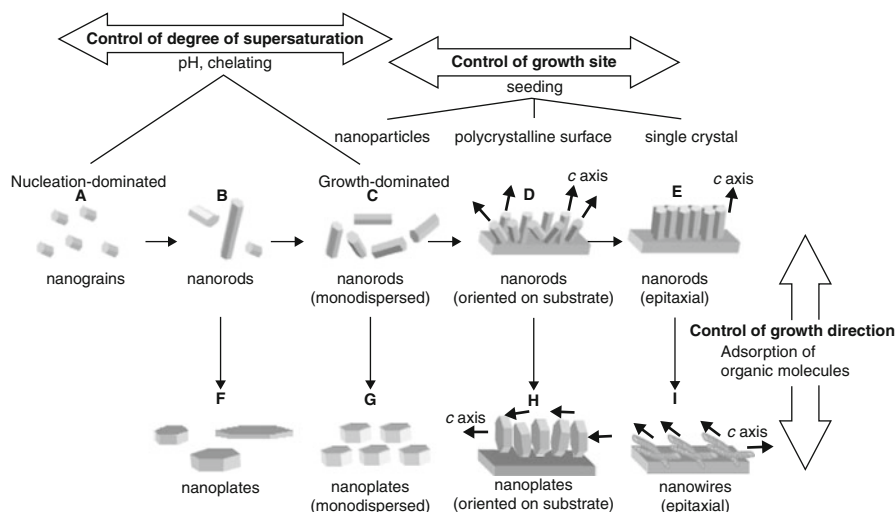 Control of degree of supersaturation
pH, chelating
Control of growth site
seeding
nanoparticles polycrystalline surface single crystal
Nucleation-dominated Growth-dominated
A B C D c axis E c axis
nanograins nanorods nanorods nanorods nanorods
(monodispersed) (oriented on substrate) (epitaxial)
Control of growth direction
Adsorption of
organic molecules
F G H I
c axis c axis
nanoplates nanoplates nanoplates nanowires
(monodispersed) (oriented on substrate) (epitaxial)